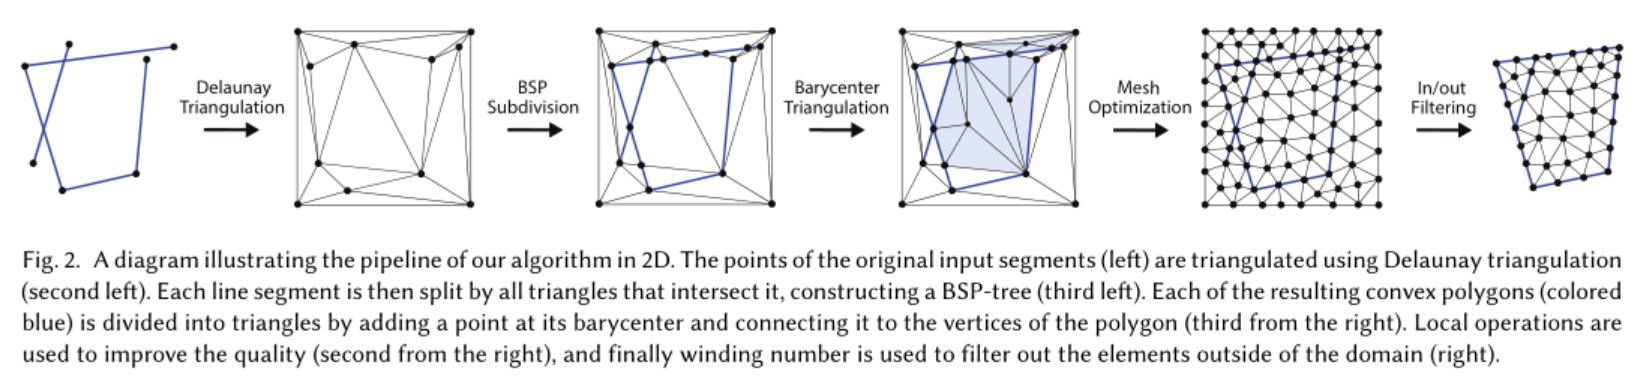 Delaunay
Triangulation
BSP
Subdivision
Barycenter
Triangulation
Mesh
Optimization
In/out
Filtering
Fig. 2. A diagram illustrating the pipeline of our algorithm in 2D. The points of the original input segments (left) are triangulated using Delaunay triangulation
(second left). Each line segment is then split by all triangles that intersect it, constructing a BSP-tree (third left). Each of the resulting convex polygons (colored
blue) is divided into triangles by adding a point at its barycenter and connecting it to the vertices of the polygon (third from the right). Local operations are
used to improve the quality (second from the right), and finally winding number is used to filter out the elements outside of the domain (right).